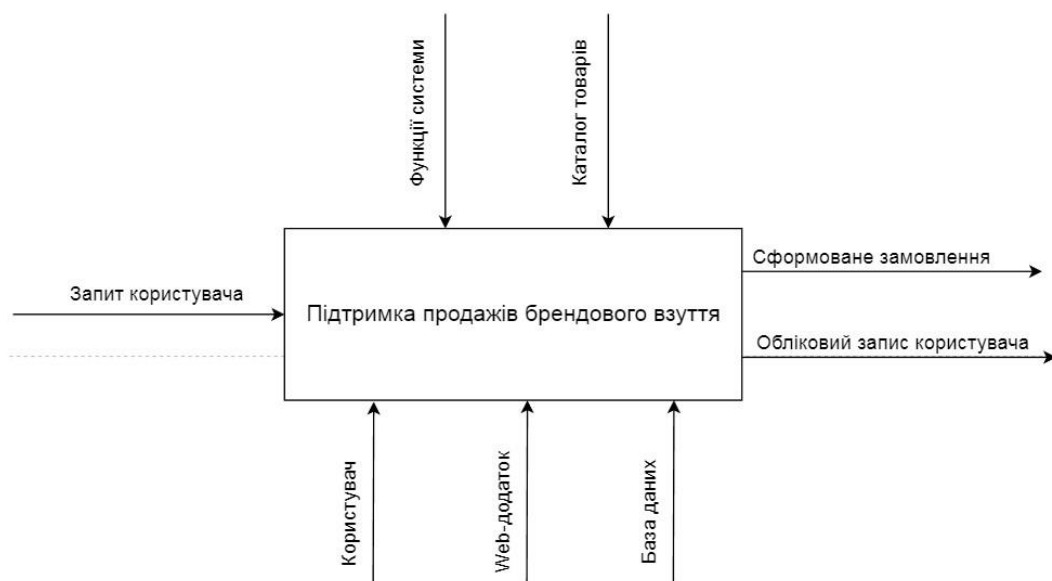 Функції системи
Каталог товарів
Запит користувача
Підтримка продажів брендового взуття
Сформоване замовлення
Обліковий запис користувача
Користувач
Web-додаток
База даних